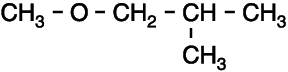 CH₃ – O – CH₂ – CH – CH₃
CH₃